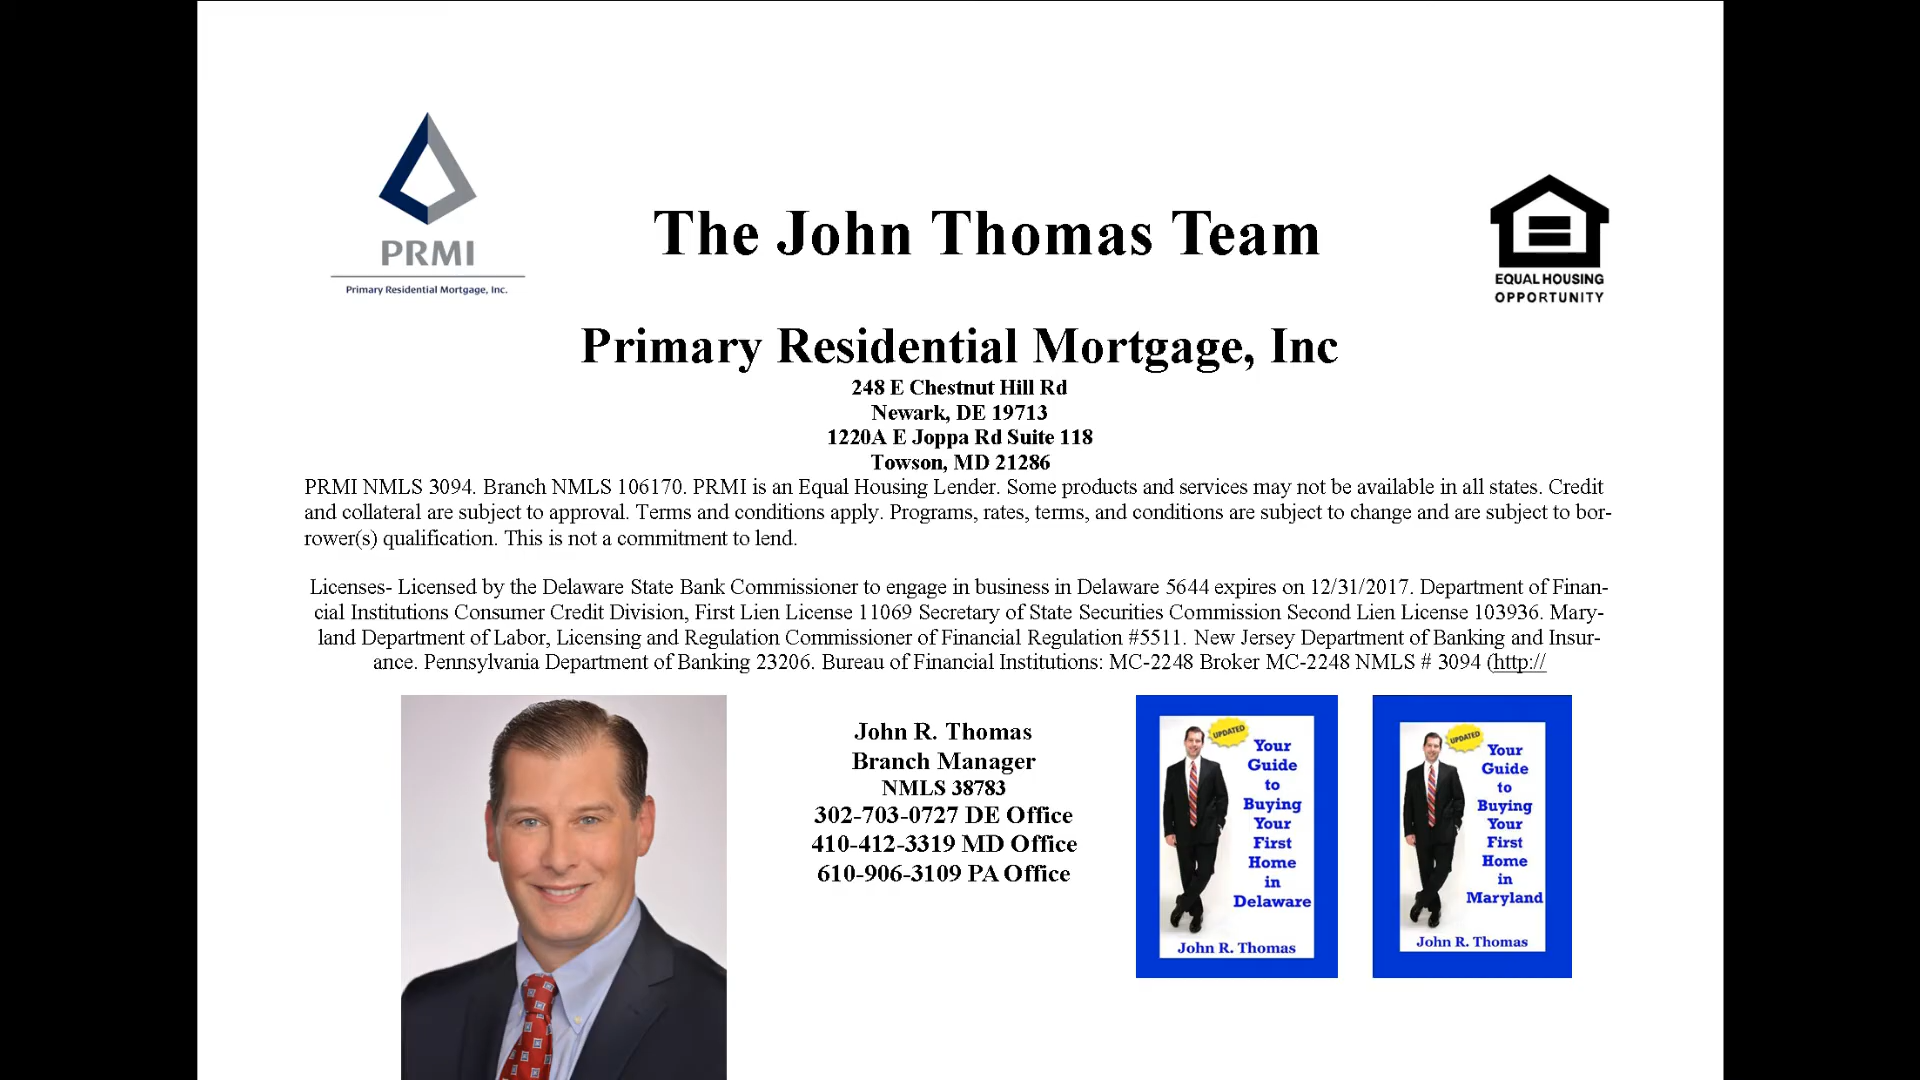 PRMI
Primary Residential Mortgage, Inc.
The John Thomas Team
EQUAL HOUSING
OPPORTUNITY
Primary Residential Mortgage, Inc
248 E Chestnut Hill Rd
Newark, DE 19713
1220A E Joppa Rd Suite 118
Towson, MD 21286
PRMI NMLS 3094. Branch NMLS 106170. PRMI is an Equal Housing Lender. Some products and services may not be available in all states. Credit
and collateral are subject to approval. Terms and conditions apply. Programs, rates, terms, and conditions are subject to change and are subject to bor-
rower(s) qualification. This is not a commitment to lend.
Licenses- Licensed by the Delaware State Bank Commissioner to engage in business in Delaware 5644 expires on 12/31/2017. Department of Finan-
cial Institutions Consumer Credit Division, First Lien License 11069 Secretary of State Securities Commission Second Lien License 103936. Mary-
land Department of Labor, Licensing and Regulation Commissioner of Financial Regulation #5511. New Jersey Department of Banking and Insur-
ance. Pennsylvania Department of Banking 23206. Bureau of Financial Institutions: MC-2248 Broker MC-2248 NMLS # 3094 (http://
John R. Thomas
Branch Manager
NMLS 38783
302-703-0727 DE Office
410-412-3319 MD Office
610-906-3109 PA Office
UPDATED
Your
Guide
to
Buying
Your
First
Home
in
Delaware
John R. Thomas
UPDATED
Your
Guide
to
Buying
Your
First
Home
in
Maryland
John R. Thomas